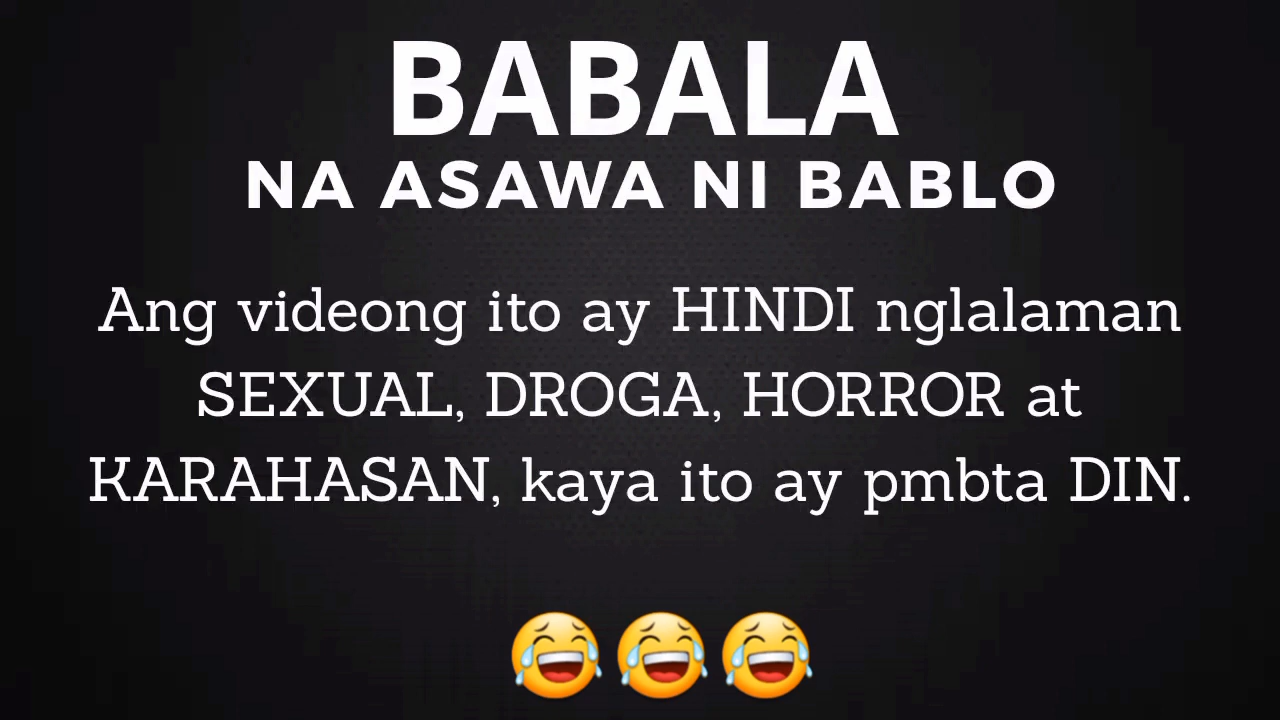 BABALA
NA ASAWA NI BABLO
Ang videong ito ay HINDI nglalaman
SEXUAL, DROGA, HORROR at
KARAHASAN, kaya ito ay pmbta DIN.
😂😂😂